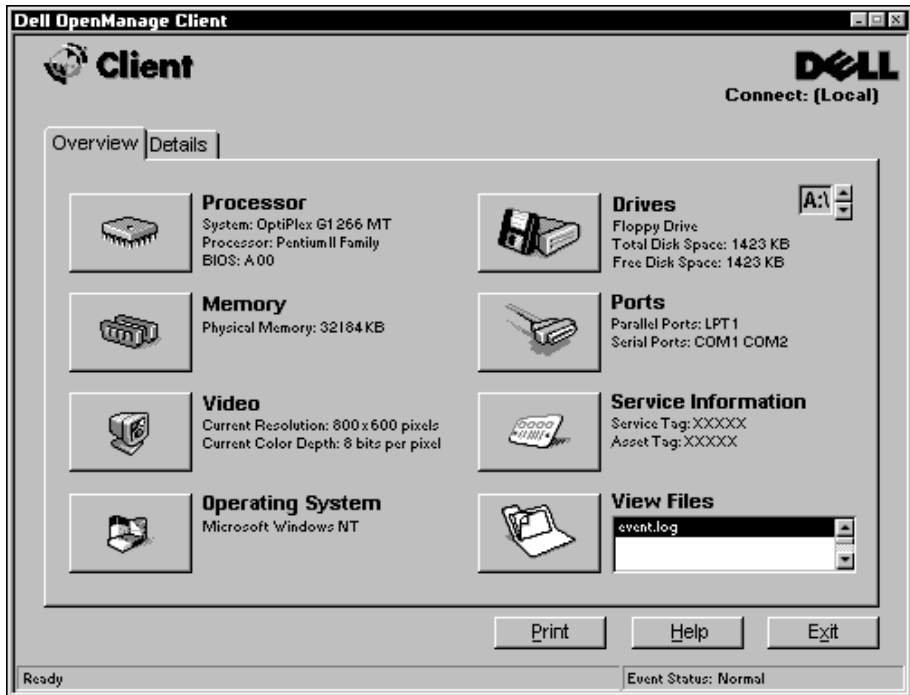 Dell OpenManage Client
Client
DELL
Connect: (Local)
Overview
Details
Processor
System: OptiPlex G1 266 MT
Processor: Pentium II Family
BIOS: A00
Memory
Physical Memory: 32184 KB
Video
Current Resolution: 800 x 600 pixels
Current Color Depth: 8 bits per pixel
Operating System
Microsoft Windows NT
Drives
A:\
Floppy Drive
Total Disk Space: 1423 KB
Free Disk Space: 1423 KB
Ports
Parallel Ports: LPT1
Serial Ports: COM1 COM2
Service Information
Service Tag: XXXXX
Asset Tag: XXXXX
View Files
event.log
Print
Help
Exit
Ready
Event Status: Normal